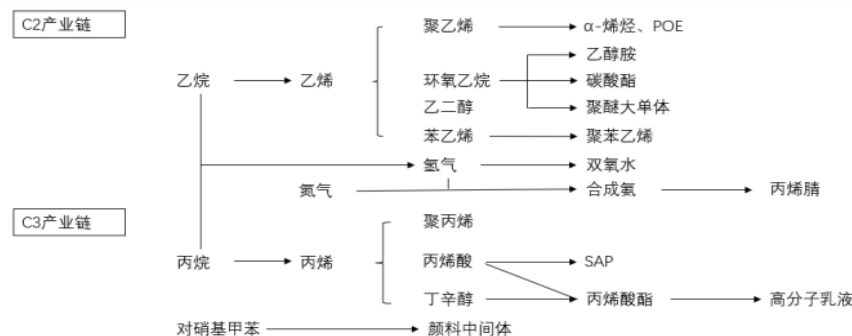 C2产业链
聚乙烯 α-烯烃、POE
乙醇胺
乙烷 乙烯 环氧乙烷 碳酸酯
乙二醇 聚醚大单体
苯乙烯 聚苯乙烯
氢气 双氧水
氮气 合成氨 丙烯腈
C3产业链 聚丙烯
丙烷 丙烯 丙烯酸 SAP
丁辛醇 丙烯酸酯 高分子乳液
对硝基甲苯 颜料中间体